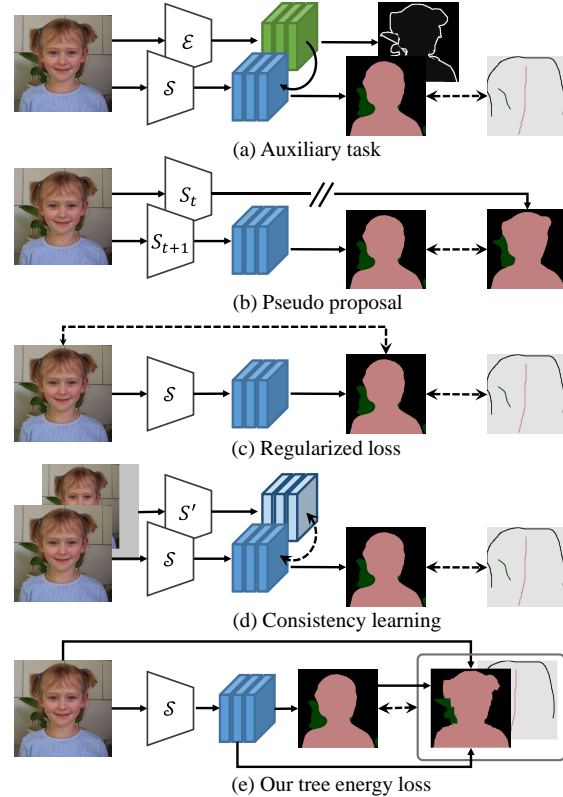 ℰ
𝒮
(a) Auxiliary task
S_t
S_{t+1}
(b) Pseudo proposal
𝒮
(c) Regularized loss
S′
𝒮
(d) Consistency learning
𝒮
(e) Our tree energy loss